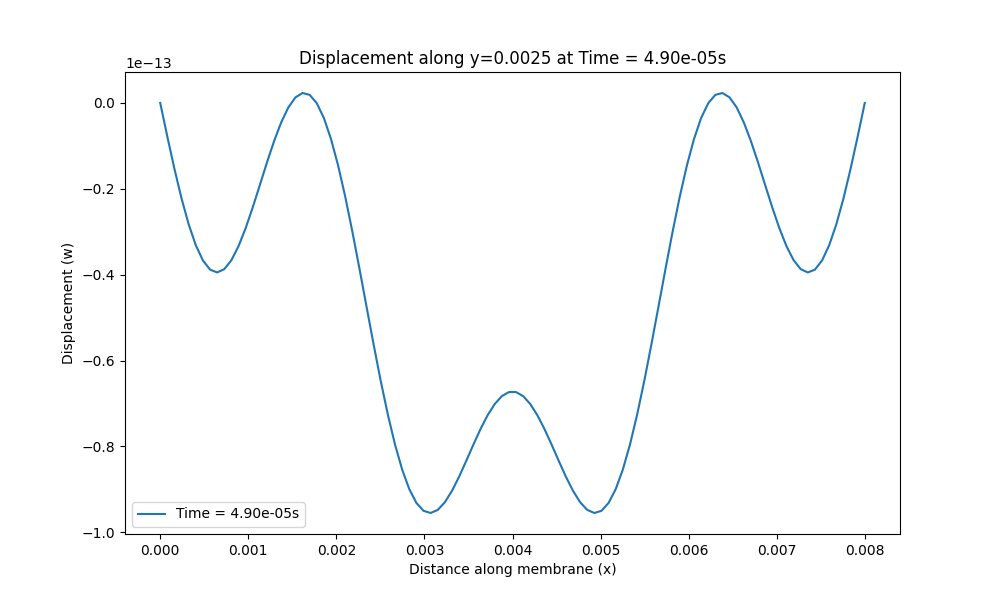 Displacement along y=0.0025 at Time = 4.90e-05s
1e−13
0.0
−0.2
−0.4
−0.6
−0.8
−1.0
Displacement (w)
Time = 4.90e-05s
0.000 0.001 0.002 0.003 0.004 0.005 0.006 0.007 0.008
Distance along membrane (x)